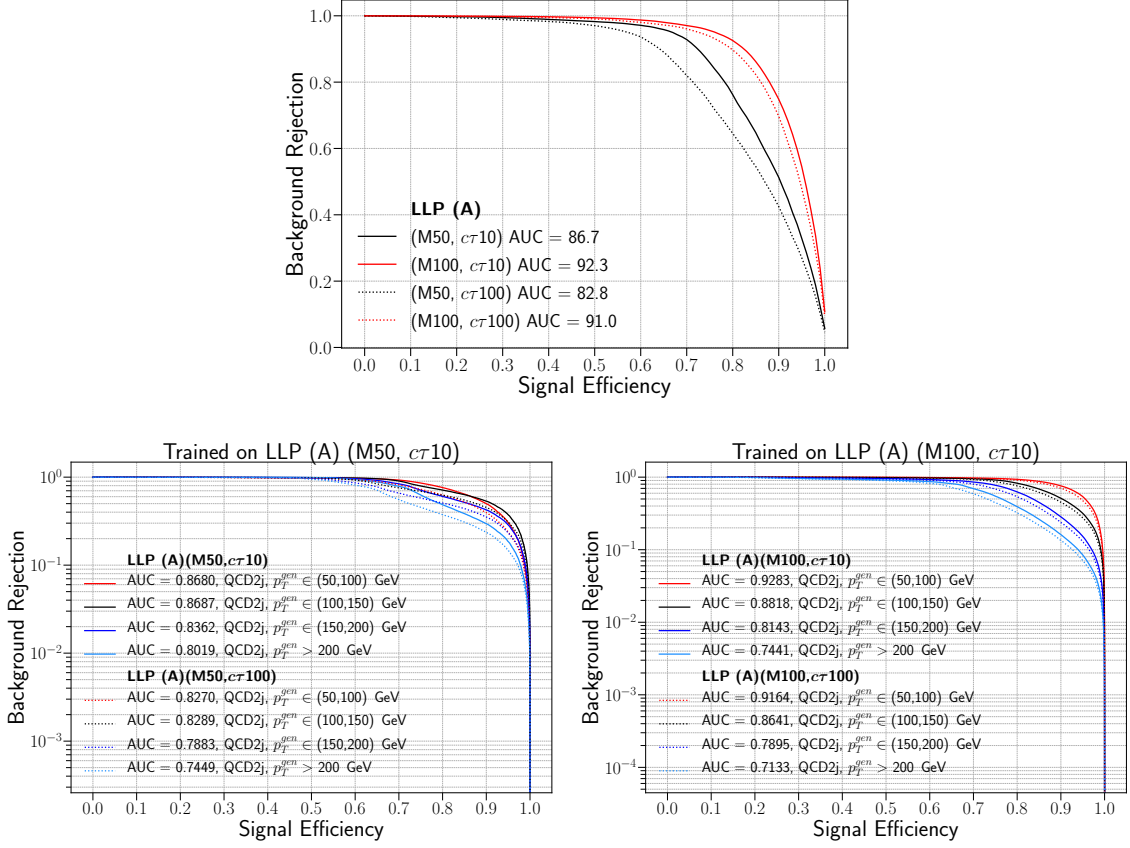 1.0
0.8
0.6
0.4
0.2
0.0
Background Rejection
LLP (A)
(M50, cτ10) AUC = 86.7
(M100, cτ10) AUC = 92.3
(M50, cτ100) AUC = 82.8
(M100, cτ100) AUC = 91.0
0.0 0.1 0.2 0.3 0.4 0.5 0.6 0.7 0.8 0.9 1.0
Signal Efficiency
Trained on LLP (A) (M50, cτ10)
10⁰
10⁻¹
10⁻²
10⁻³
Background Rejection
LLP (A)(M50,cτ10)
AUC = 0.8680, QCD2j, p_T^{gen} ∈ (50,100) GeV
AUC = 0.8687, QCD2j, p_T^{gen} ∈ (100,150) GeV
AUC = 0.8362, QCD2j, p_T^{gen} ∈ (150,200) GeV
AUC = 0.8019, QCD2j, p_T^{gen} > 200 GeV
LLP (A)(M50,cτ100)
AUC = 0.8270, QCD2j, p_T^{gen} ∈ (50,100) GeV
AUC = 0.8289, QCD2j, p_T^{gen} ∈ (100,150) GeV
AUC = 0.7883, QCD2j, p_T^{gen} ∈ (150,200) GeV
AUC = 0.7449, QCD2j, p_T^{gen} > 200 GeV
0.0 0.1 0.2 0.3 0.4 0.5 0.6 0.7 0.8 0.9 1.0
Signal Efficiency
Trained on LLP (A) (M100, cτ10)
10⁰
10⁻¹
10⁻²
10⁻³
10⁻⁴
Background Rejection
LLP (A)(M100,cτ10)
AUC = 0.9283, QCD2j, p_T^{gen} ∈ (50,100) GeV
AUC = 0.8818, QCD2j, p_T^{gen} ∈ (100,150) GeV
AUC = 0.8143, QCD2j, p_T^{gen} ∈ (150,200) GeV
AUC = 0.7441, QCD2j, p_T^{gen} > 200 GeV
LLP (A)(M100,cτ100)
AUC = 0.9164, QCD2j, p_T^{gen} ∈ (50,100) GeV
AUC = 0.8641, QCD2j, p_T^{gen} ∈ (100,150) GeV
AUC = 0.7895, QCD2j, p_T^{gen} ∈ (150,200) GeV
AUC = 0.7133, QCD2j, p_T^{gen} > 200 GeV
0.0 0.1 0.2 0.3 0.4 0.5 0.6 0.7 0.8 0.9 1.0
Signal Efficiency